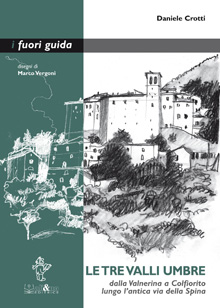 Daniele Crotti
i fuori guida
disegni di
Marco Vergoni
LE TRE VALLI UMBRE
dalla Valnerina a Colfiorito
lungo l'antica via della Spina